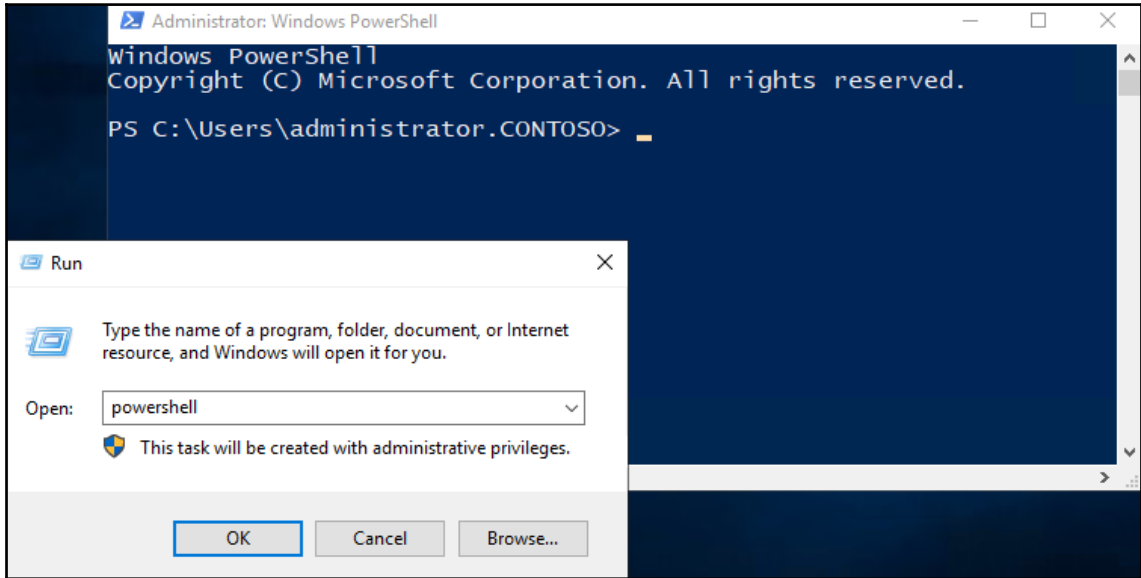 Administrator: Windows PowerShell
Windows PowerShell
Copyright (C) Microsoft Corporation. All rights reserved.
PS C:\Users\administrator.CONTOSO>
Run
Type the name of a program, folder, document, or Internet
resource, and Windows will open it for you.
Open: powershell
This task will be created with administrative privileges.
OK Cancel Browse...